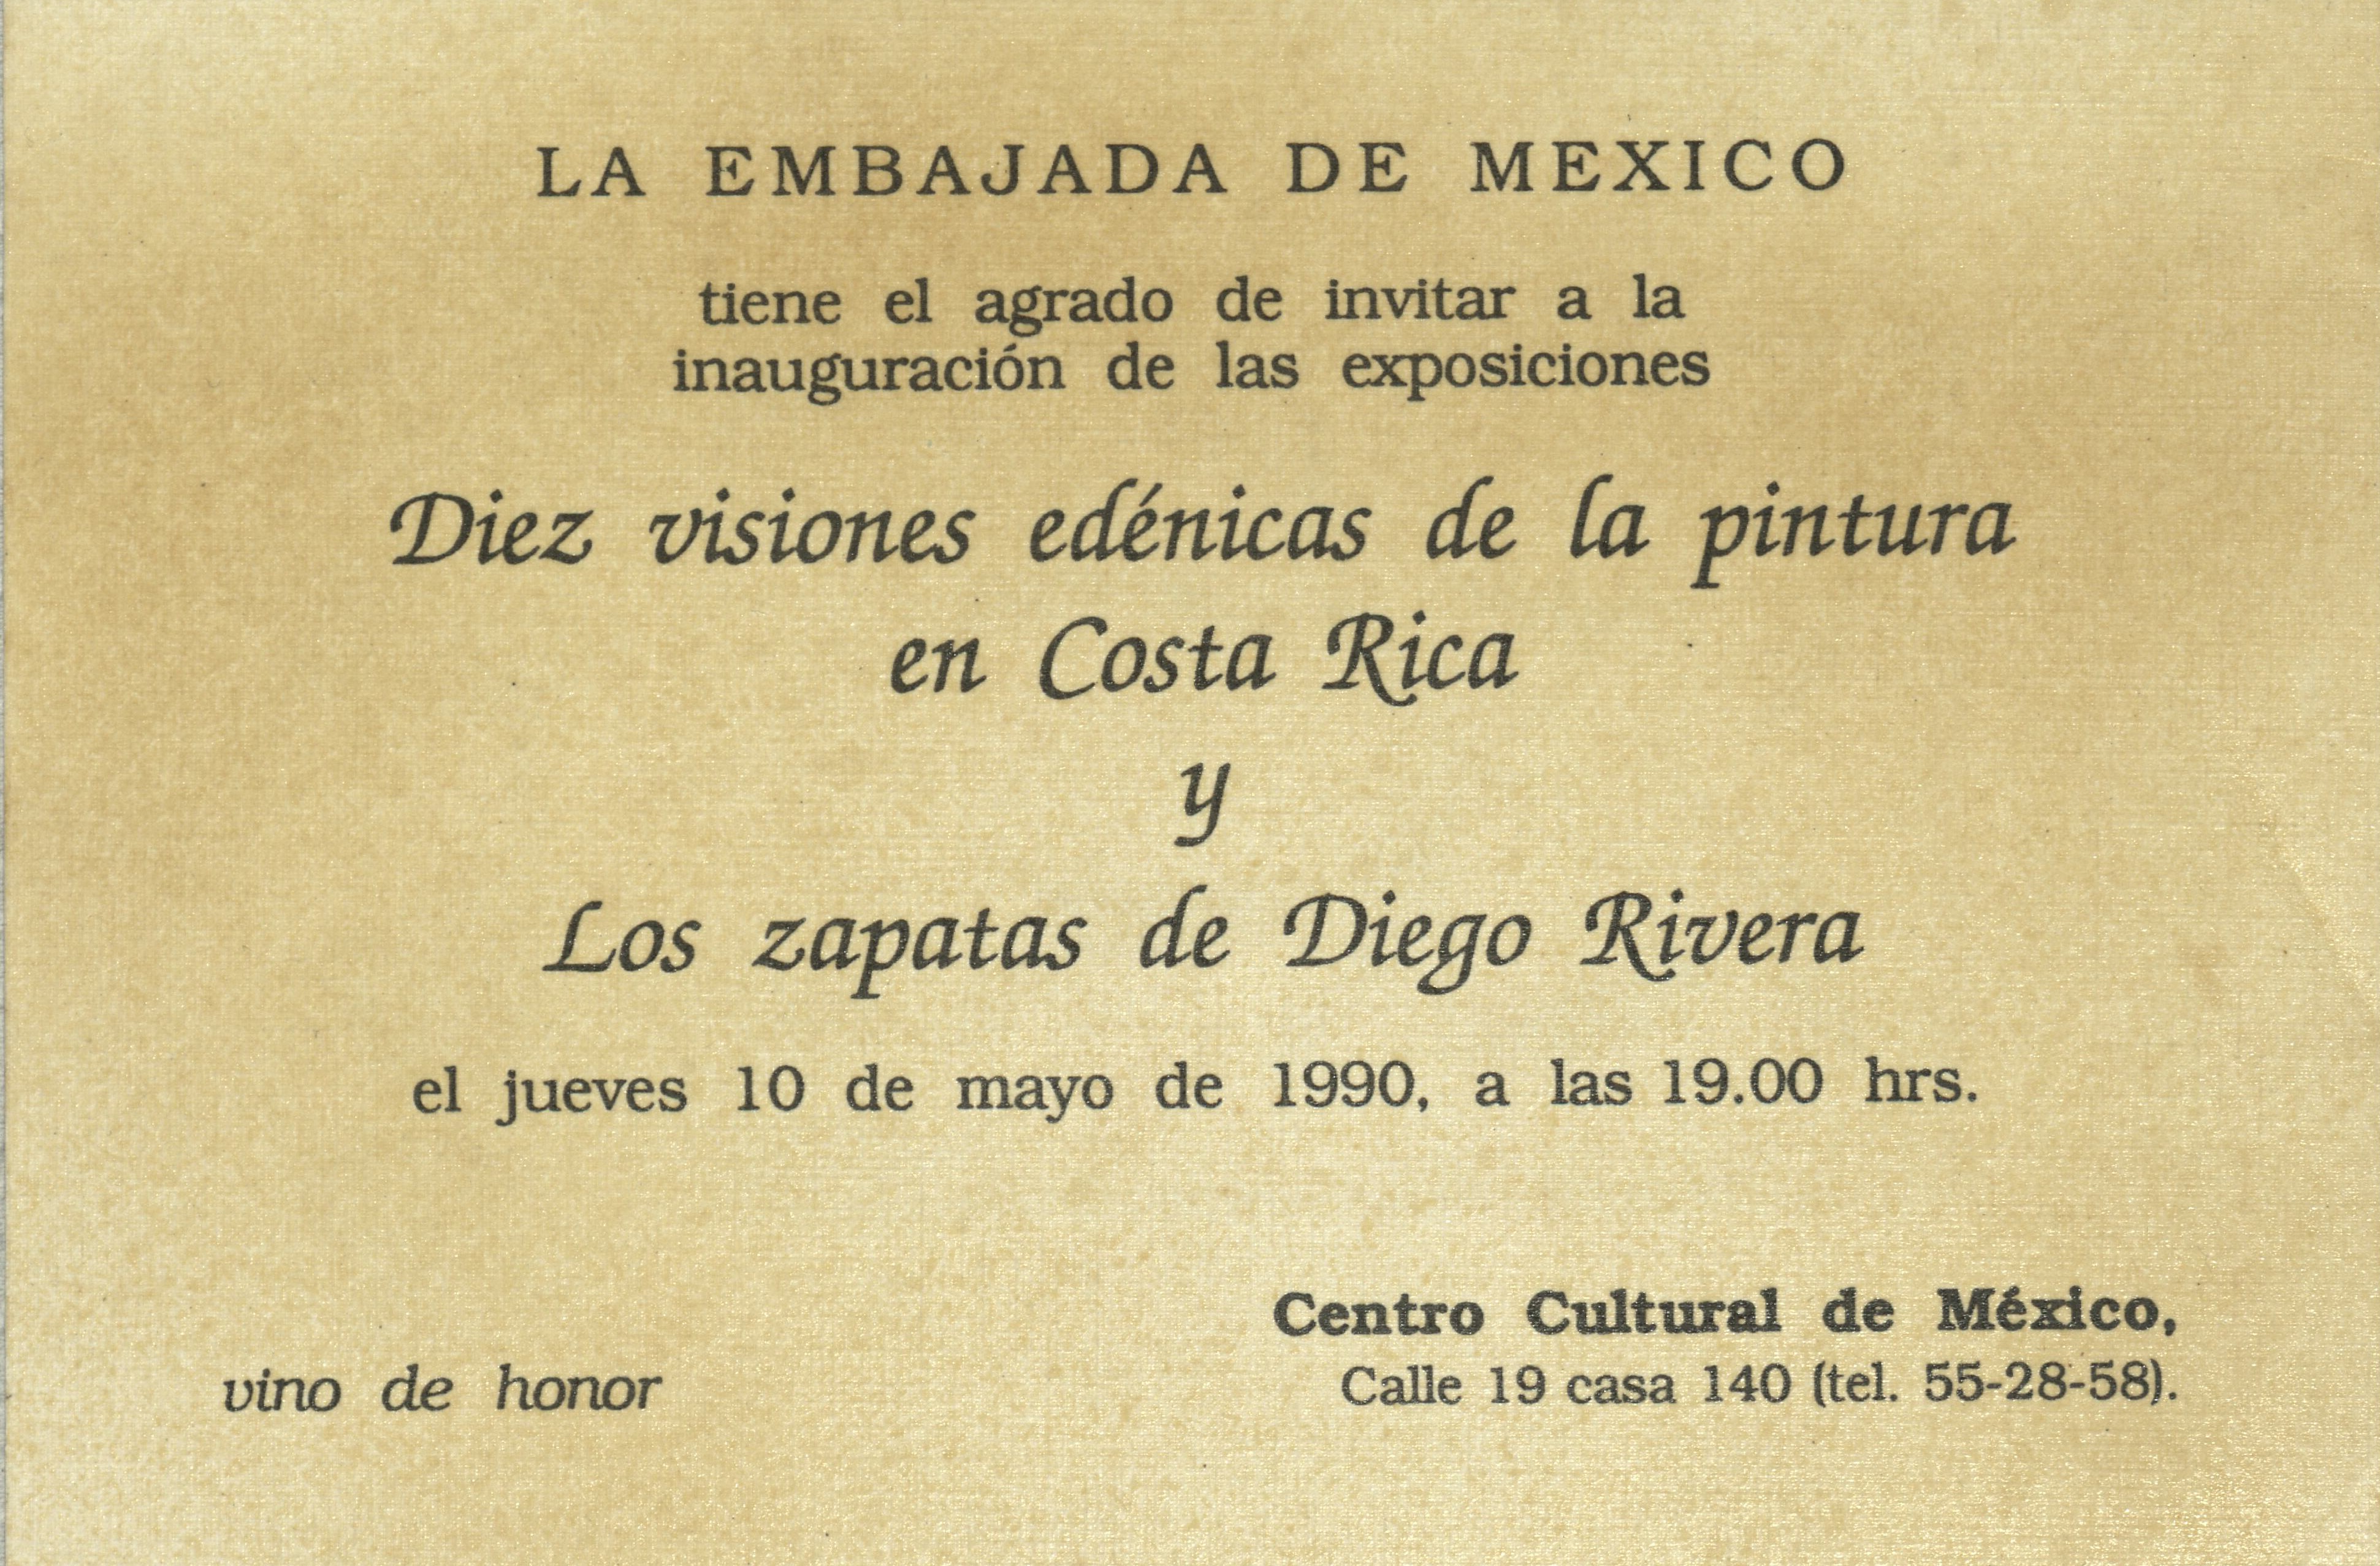 LA EMBAJADA DE MEXICO
tiene el agrado de invitar a la
inauguración de las exposiciones
Diez visiones edénicas de la pintura
en Costa Rica
y
Los zapatas de Diego Rivera
el jueves 10 de mayo de 1990, a las 19.00 hrs.
vino de honor
Centro Cultural de México,
Calle 19 casa 140 (tel. 55-28-58).